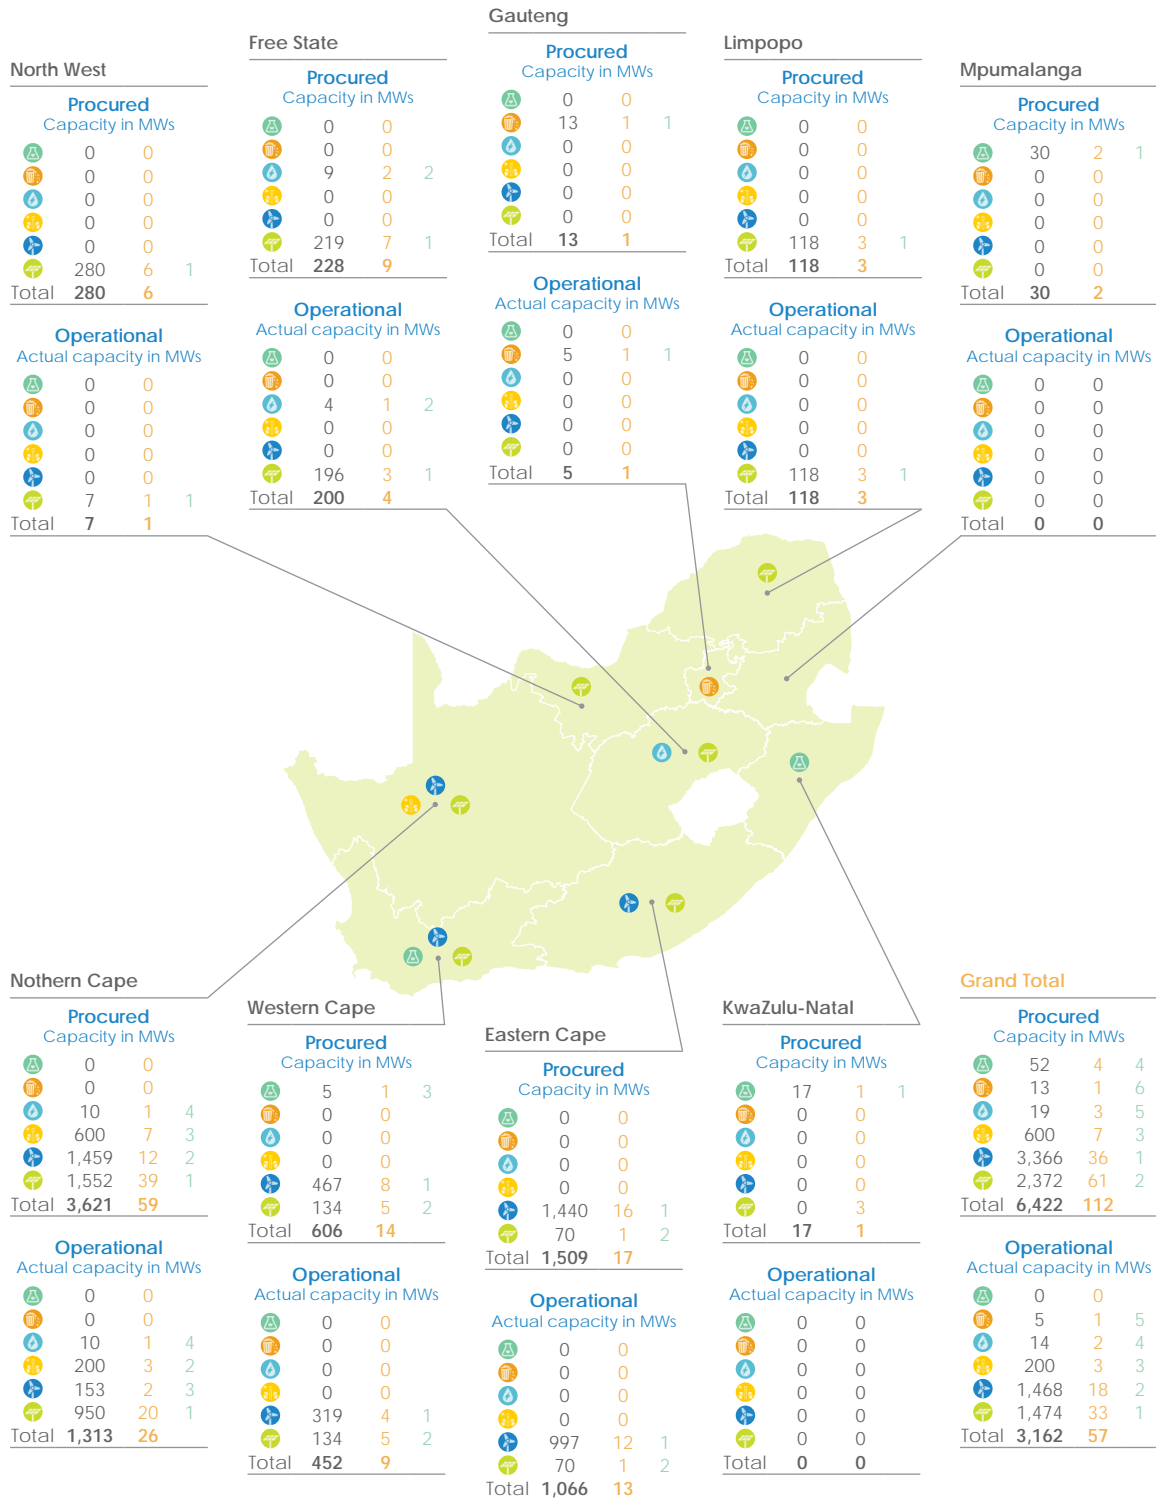 North West
Procured
Capacity in MWs
0 0
0 0
0 0
0 0
0 0
280 6 1
Total 280 6
Operational
Actual capacity in MWs
0 0
0 0
0 0
0 0
0 0
7 1 1
Total 7 1
Free State
Procured
Capacity in MWs
0 0
0 0
9 2 2
0 0
0 0
219 7 1
Total 228 9
Operational
Actual capacity in MWs
0 0
0 0
4 1 2
0 0
0 0
196 3 1
Total 200 4
Gauteng
Procured
Capacity in MWs
0 0
13 1 1
0 0
0 0
0 0
0 0
Total 13 1
Operational
Actual capacity in MWs
0 0
5 1 1
0 0
0 0
0 0
0 0
Total 5 1
Limpopo
Procured
Capacity in MWs
0 0
0 0
0 0
0 0
0 0
118 3 1
Total 118 3
Operational
Actual capacity in MWs
0 0
0 0
0 0
0 0
0 0
118 3 1
Total 118 3
Mpumalanga
Procured
Capacity in MWs
30 2 1
0 0
0 0
0 0
0 0
0 0
Total 30 2
Operational
Actual capacity in MWs
0 0
0 0
0 0
0 0
0 0
0 0
Total 0 0
Nothern Cape
Procured
Capacity in MWs
0 0
0 0
10 1 4
600 7 3
1,459 12 2
1,552 39 1
Total 3,621 59
Operational
Actual capacity in MWs
0 0
0 0
10 1 4
200 3 2
153 2 3
950 20 1
Total 1,313 26
Western Cape
Procured
Capacity in MWs
5 1 3
0 0
0 0
0 0
467 8 1
134 5 2
Total 606 14
Operational
Actual capacity in MWs
0 0
0 0
0 0
0 0
319 4 1
134 5 2
Total 452 9
Eastern Cape
Procured
Capacity in MWs
0 0
0 0
0 0
0 0
1,440 16 1
70 1 2
Total 1,509 17
Operational
Actual capacity in MWs
0 0
0 0
0 0
0 0
997 12 1
70 1 2
Total 1,066 13
KwaZulu-Natal
Procured
Capacity in MWs
17 1 1
0 0
0 0
0 0
0 0
0 3
Total 17 1
Operational
Actual capacity in MWs
0 0
0 0
0 0
0 0
0 0
0 0
Total 0 0
Grand Total
Procured
Capacity in MWs
52 4 4
13 1 6
19 3 5
600 7 3
3,366 36 1
2,372 61 2
Total 6,422 112
Operational
Actual capacity in MWs
0 0
5 1 5
14 2 4
200 3 3
1,468 18 2
1,474 33 1
Total 3,162 57